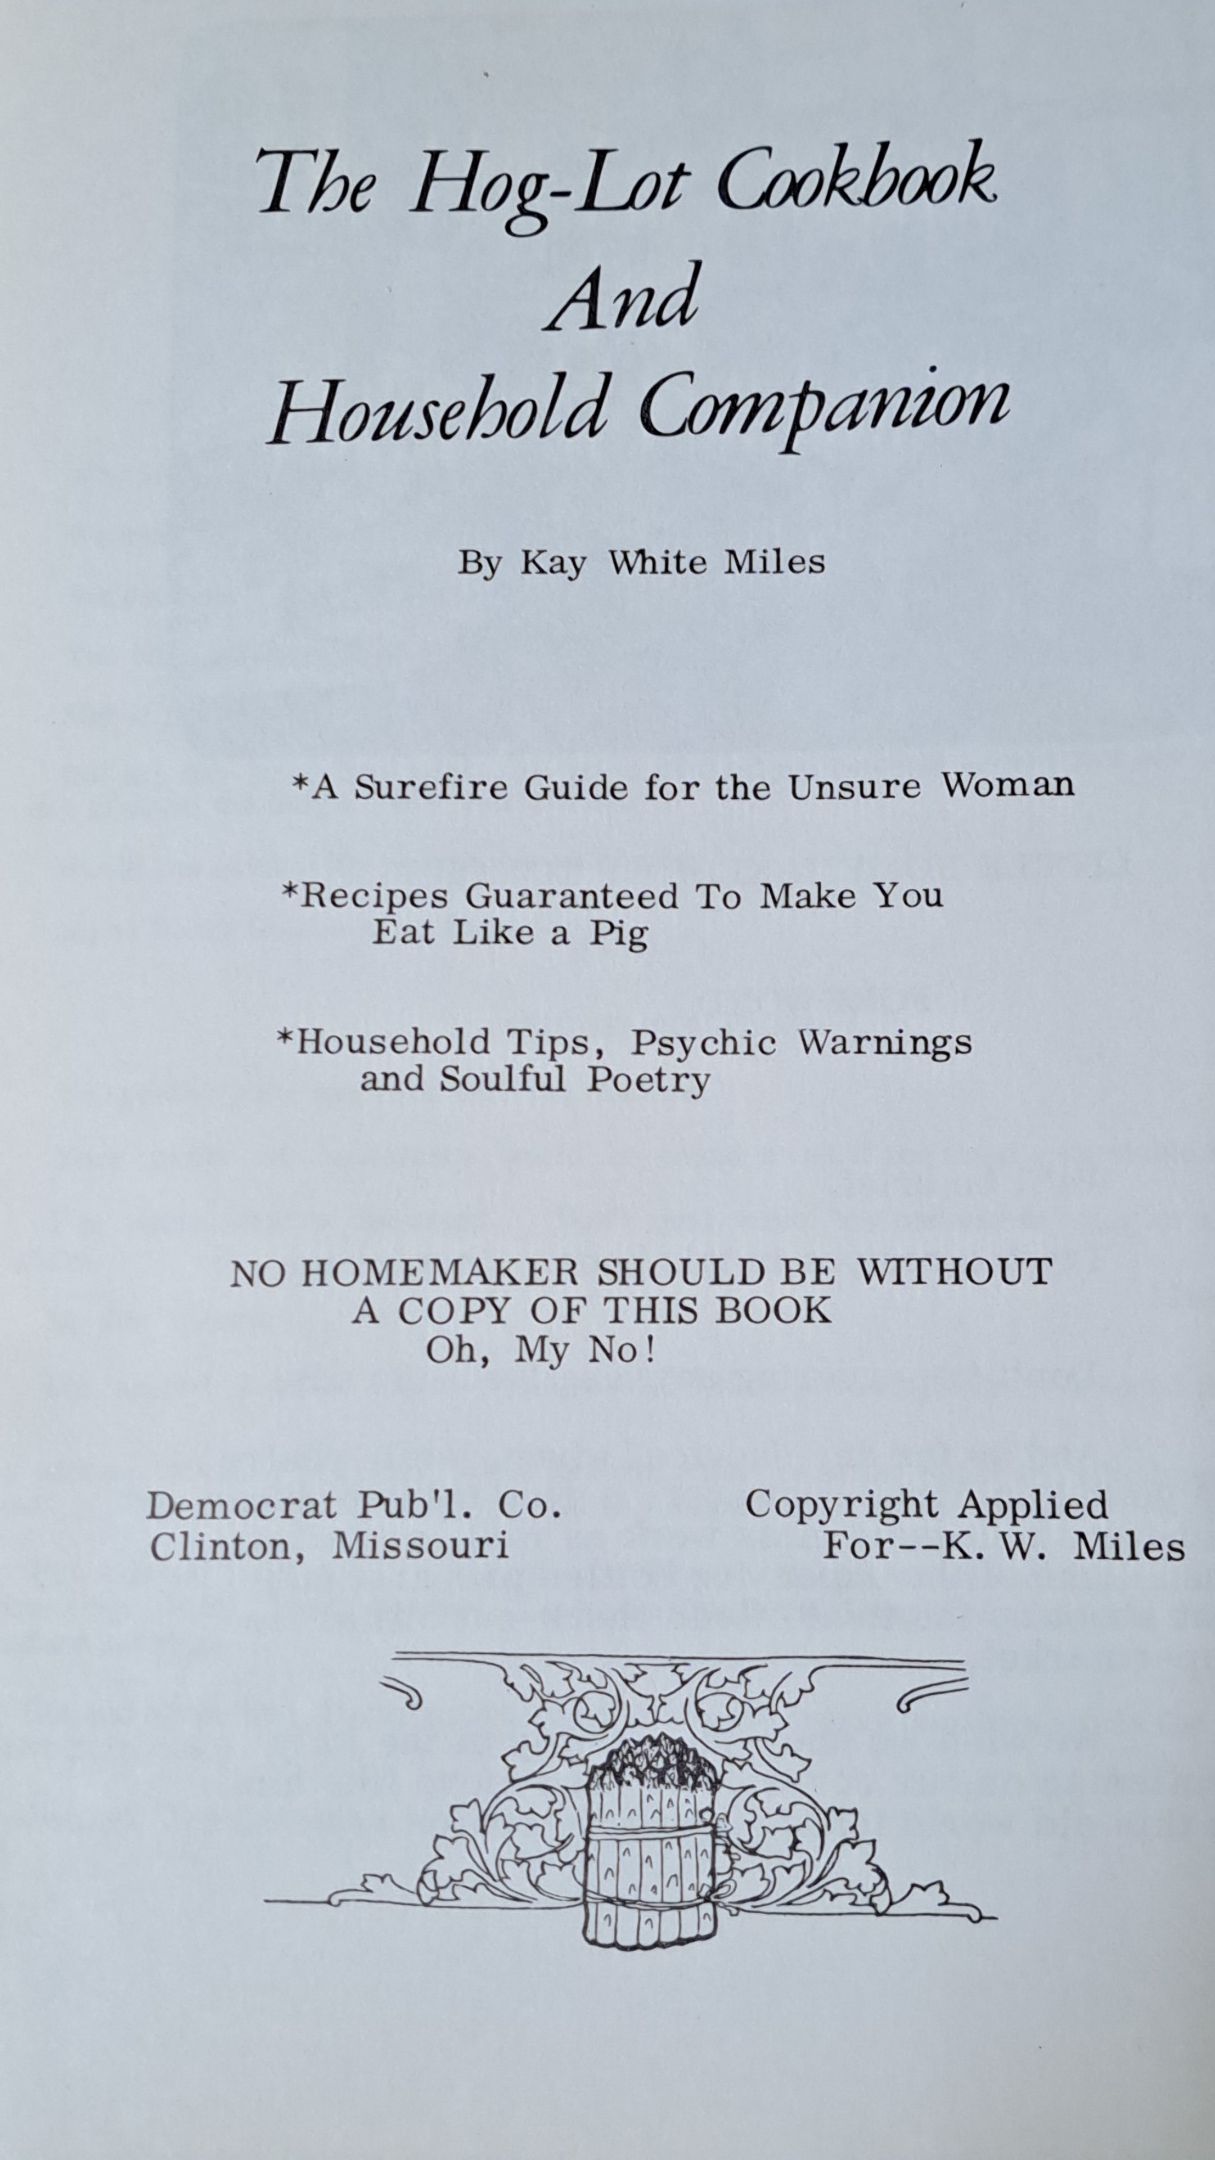 The Hog-Lot Cookbook
And
Household Companion
By Kay White Miles
*A Surefire Guide for the Unsure Woman
*Recipes Guaranteed To Make You
Eat Like a Pig
*Household Tips, Psychic Warnings
and Soulful Poetry
NO HOMEMAKER SHOULD BE WITHOUT
A COPY OF THIS BOOK
Oh, My No!
Democrat Pub'l. Co.
Clinton, Missouri
Copyright Applied
For--K. W. Miles